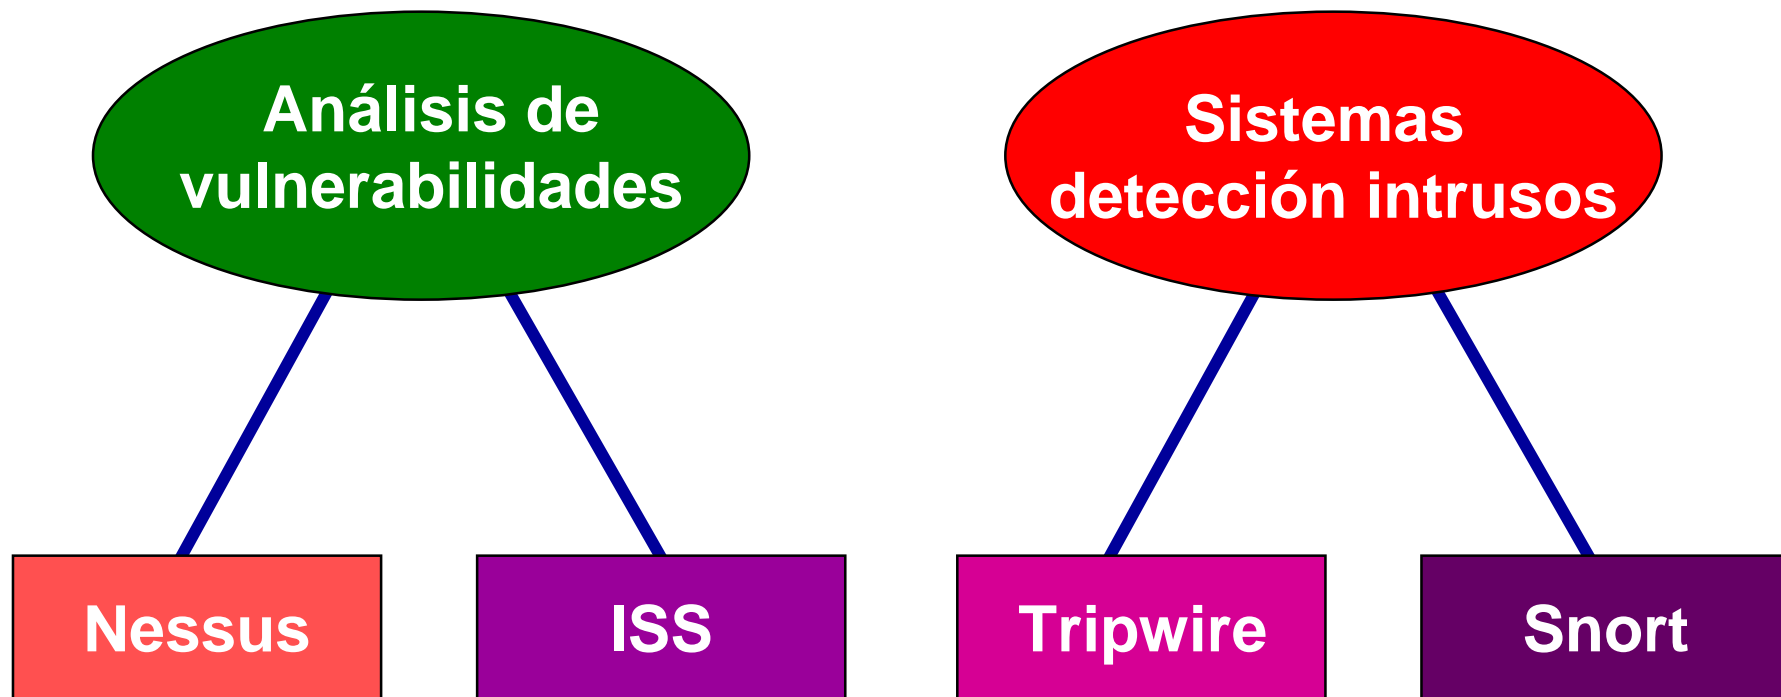 Análisis de
vulnerabilidades
Sistemas
detección intrusos
Nessus
ISS
Tripwire
Snort